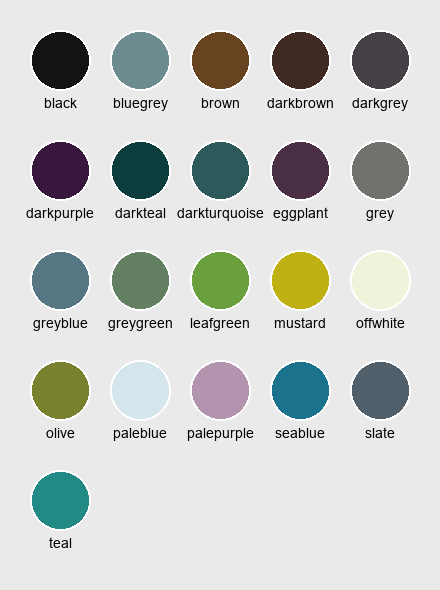 black bluegrey brown darkbrown darkgrey
darkpurple darkteal darkturquoise eggplant grey
greyblue greygreen leafgreen mustard offwhite
olive paleblue palepurple seablue slate
teal